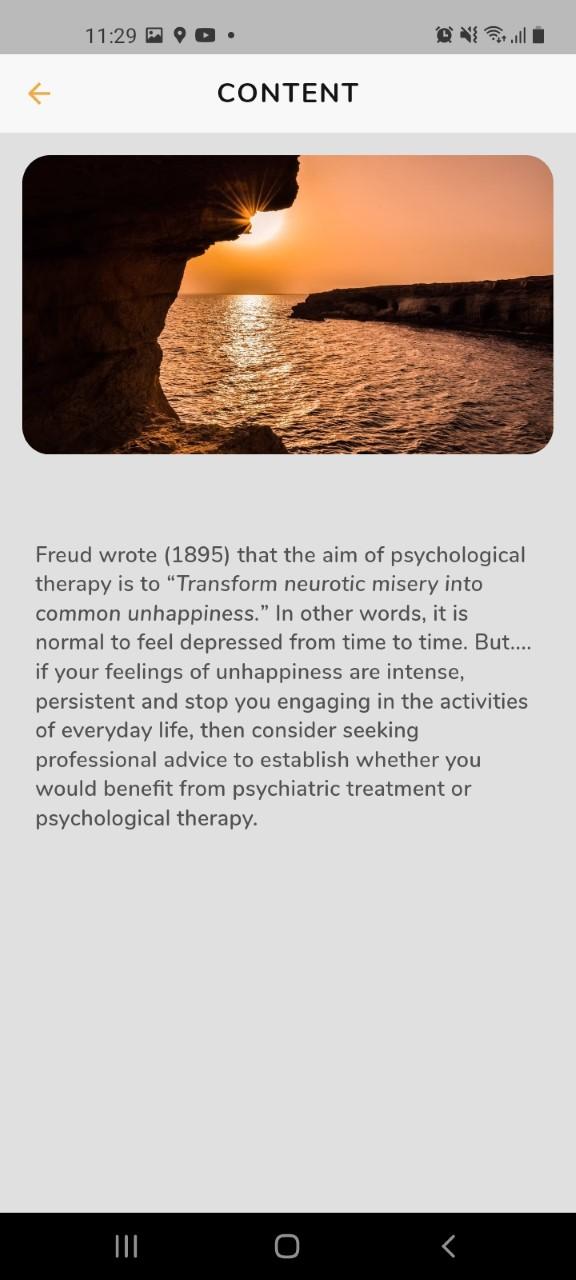 11:29
CONTENT
Freud wrote (1895) that the aim of psychological
therapy is to “Transform neurotic misery into
common unhappiness.” In other words, it is
normal to feel depressed from time to time. But....
if your feelings of unhappiness are intense,
persistent and stop you engaging in the activities
of everyday life, then consider seeking
professional advice to establish whether you
would benefit from psychiatric treatment or
psychological therapy.